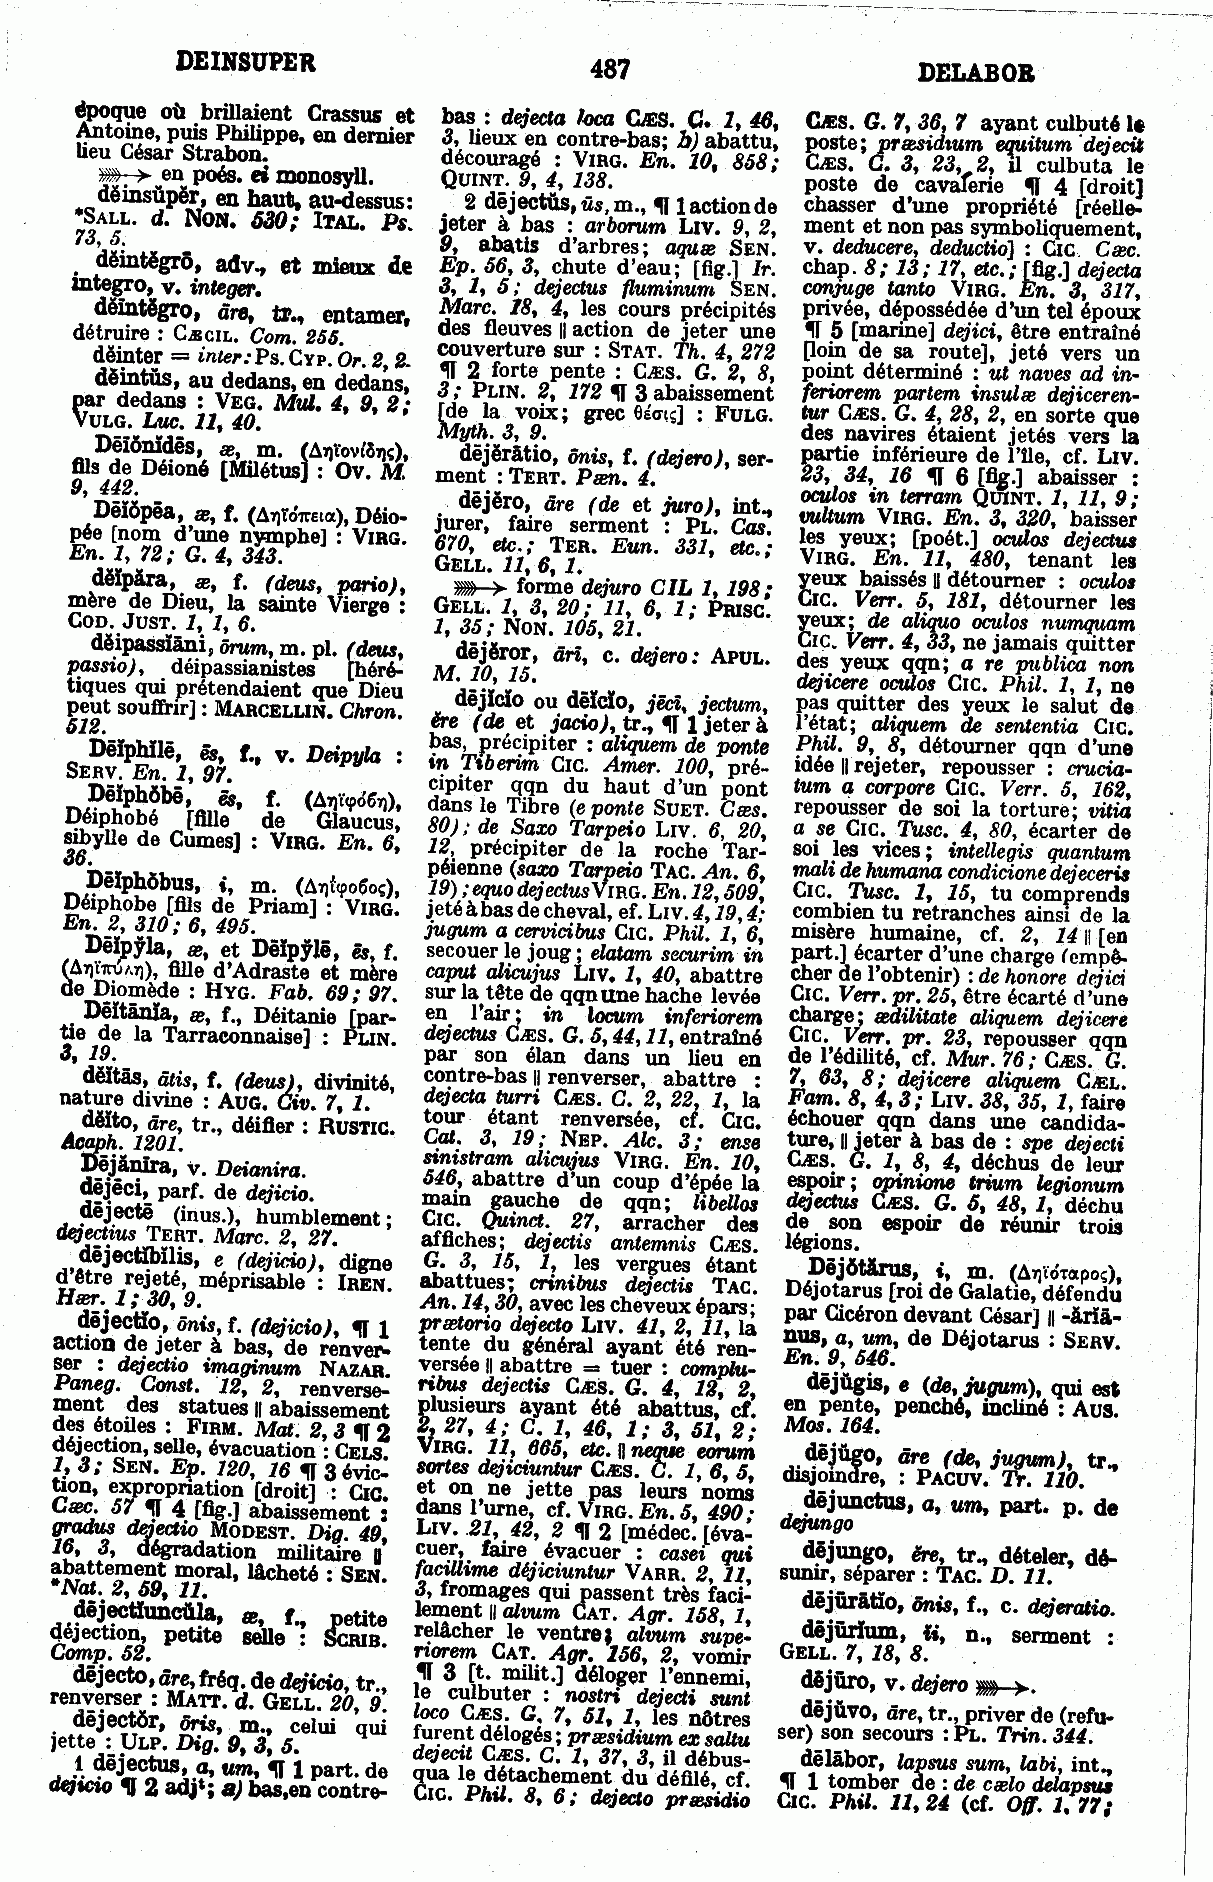 DEINSUPER
487
DELABOR
époque où brillaient Crassus et
Antoine, puis Philippe, en dernier
lieu César Strabon.
en poés. ei monosyll.
dĕinsŭpĕr, en haut, au-dessus:
*SALL. d. NON. 530; ITAL. Ps.
73, 5.
dĕintĕgrō, adv., et mieux de
integro, v. integer.
dĕintĕgro, āre, tr., entamer,
détruire : CÆCIL. Com. 255.
dĕinter = inter: PS. CYP. Or. 2, 2.
dĕintŭs, au dedans, en dedans,
par dedans : VEG. Mul. 4, 9, 2;
VULG. Luc. 11, 40.
Dēĭŏnĭdēs, æ, m. (Δηϊονίδης),
fils de Déioné [Milétus] : OV. M.
9, 442.
Dēĭŏpēa, æ, f. (Δηϊόπεια), Déio-
pée [nom d'une nymphe] : VIRG.
En. 1, 72; G. 4, 343.
dĕĭpăra, æ, f. (deus, pario),
mère de Dieu, la sainte Vierge :
COD. JUST. 1, 1, 6.
dĕipassĭāni, ōrum, m. pl. (deus,
passio), déipassianistes [héré-
tiques qui prétendaient que Dieu
peut souffrir] : MARCELLIN. Chron.
512.
Dēĭphĭlē, ēs, f., v. Deipyla :
SERV. En. 1, 97.
Dēĭphŏbē, ēs, f. (Δηϊφόβη),
Déiphobé [fille de Glaucus,
sibylle de Cumes] : VIRG. En. 6,
36.
Dēĭphŏbus, i, m. (Δηίφοβος),
Déiphobe [fils de Priam] : VIRG.
En. 2, 310; 6, 495.
Dēĭpy̆la, æ, et Dēĭpy̆lē, ēs, f.
(Δηϊπύλη), fille d'Adraste et mère
de Diomède : HYG. Fab. 69; 97.
Dēĭtānĭa, æ, f., Déitanie [par-
tie de la Tarraconnaise] : PLIN.
3, 19.
dĕĭtās, ātis, f. (deus), divinité,
nature divine : AUG. Civ. 7, 1.
dĕĭto, āre, tr., déifier : RUSTIC.
Acaph. 1201.
Dējănīra, v. Deianira.
dējēci, parf. de dejicio.
dējectē (inus.), humblement;
dejectius TERT. Marc. 2, 27.
dējectĭbĭlis, e (dejicio), digne
d'être rejeté, méprisable : IREN.
Hær. 1; 30, 9.
dējectĭo, ōnis, f. (dejicio), ¶ 1
action de jeter à bas, de renver-
ser : dejectio imaginum NAZAR.
Paneg. Const. 12, 2, renverse-
ment des statues || abaissement
des étoiles : FIRM. Mat. 2, 3 ¶ 2
déjection, selle, évacuation : CELS.
1, 3; SEN. Ep. 120, 16 ¶ 3 évic-
tion, expropriation [droit] : CIC.
Cæc. 57 ¶ 4 [fig.] abaissement :
gradus dejectio MODEST. Dig. 49,
16, 3, dégradation militaire ||
abattement moral, lâcheté : SEN.
*Nat. 2, 59, 11.
dējectĭuncŭla, æ, f., petite
déjection, petite selle : SCRIB.
Comp. 52.
dējecto, āre, fréq. de dejicio, tr.,
renverser : MATT. d. GELL. 20, 9.
dējectŏr, ōris, m., celui qui
jette : ULP. Dig. 9, 3, 5.
1 dējectus, a, um, ¶ 1 part. de
dejicio ¶ 2 adjt; a) bas, en contre-
bas : dejecta loca CÆS. C. 1, 46,
3, lieux en contre-bas; b) abattu,
découragé : VIRG. En. 10, 858;
QUINT. 9, 4, 138.
2 dējectŭs, ūs, m., ¶ 1 action de
jeter à bas : arborum LIV. 9, 2,
9, abatis d'arbres; aquæ SEN.
Ep. 56, 3, chute d'eau; [fig.] Ir.
3, 1, 5; dejectus fluminum SEN.
Marc. 18, 4, les cours précipités
des fleuves || action de jeter une
couverture sur : STAT. Th. 4, 272
¶ 2 forte pente : CÆS. G. 2, 8,
3; PLIN. 2, 172 ¶ 3 abaissement
[de la voix; grec θέσις] : FULG.
Myth. 3, 9.
dējĕrātio, ōnis, f. (dejero), ser-
ment : TERT. Pæn. 4.
dējĕro, āre (de et juro), int.,
jurer, faire serment : PL. Cas.
670, etc.; TER. Eun. 331, etc.;
GELL. 11, 6, 1.
forme dejuro CIL 1, 198;
GELL. 1, 3, 20; 11, 6, 1; PRISC.
1, 35; NON. 105, 21.
dējĕror, āri, c. dejero : APUL.
M. 10, 15.
dējĭcĭo ou dēĭcĭo, jēci, jectum,
ĕre (de et jacio), tr., ¶ 1 jeter à
bas, précipiter : aliquem de ponte
in Tiberim CIC. Amer. 100, pré-
cipiter qqn du haut d'un pont
dans le Tibre (e ponte SUET. Cæs.
80); de Saxo Tarpeio LIV. 6, 20,
12, précipiter de la roche Tar-
péienne (saxo Tarpeio TAC. An. 6,
19); equo dejectus VIRG. En. 12, 509,
jeté à bas de cheval, ef. LIV. 4, 19, 4;
jugum a cervicibus CIC. Phil. 1, 6,
secouer le joug; elatam securim in
caput alicujus LIV. 1, 40, abattre
sur la tête de qqn une hache levée
en l'air; in locum inferiorem
dejectus CÆS. G. 5, 44, 11, entraîné
par son élan dans un lieu en
contre-bas || renverser, abattre :
dejecta turri CÆS. C. 2, 22, 1, la
tour étant renversée, cf. CIC.
Cat. 3, 19; NEP. Alc. 3; ense
sinistram alicujus VIRG. En. 10,
546, abattre d'un coup d'épée la
main gauche de qqn; libellos
CIC. Quinct. 27, arracher des
affiches; dejectis antemnis CÆS.
G. 3, 15, 1, les vergues étant
abattues; crinibus dejectis TAC.
An. 14, 30, avec les cheveux épars;
prætorio dejecto LIV. 41, 2, 11, la
tente du général ayant été ren-
versée || abattre = tuer : complu-
ribus dejectis CÆS. G. 4, 12, 2,
plusieurs ayant été abattus, cf.
2, 27, 4; C. 1, 46, 1; 3, 51, 2;
VIRG. 11, 665, etc. || neque eorum
sortes dejiciuntur CÆS. C. 1, 6, 5,
et on ne jette pas leurs noms
dans l'urne, cf. VIRG. En. 5, 490;
LIV. 21, 42, 2 ¶ 2 [médec. [éva-
cuer, faire évacuer : casei qui
facillime déjiciuntur VARR. 2, 11,
3, fromages qui passent très faci-
lement || alvum CAT. Agr. 158, 1,
relâcher le ventre; alvum supe-
riorem CAT. Agr. 156, 2, vomir
¶ 3 [t. milit.] déloger l'ennemi,
le culbuter : nostri dejecti sunt
loco CÆS. G. 7, 51, 1, les nôtres
furent délogés; præsidium ex saltu
dejecit CÆS. C. 1, 37, 3, il débus-
qua le détachement du défilé, cf.
CIC. Phil. 8, 6; dejecto præsidio
CÆS. G. 7, 36, 7 ayant culbuté le
poste; præsidium equitum dejecit
CÆS. C. 3, 23, 2, il culbuta le
poste de cavalerie ¶ 4 [droit]
chasser d'une propriété [réelle-
ment et non pas symboliquement,
v. deducere, deductio] : CIC. Cæc.
chap. 8; 13; 17, etc.; [fig.] dejecta
conjuge tanto VIRG. En. 3, 317,
privée, dépossédée d'un tel époux
¶ 5 [marine] dejici, être entraîné
[loin de sa route], jeté vers un
point déterminé : ut naves ad in-
feriorem partem insulæ dejiceren-
tur CÆS. G. 4, 28, 2, en sorte que
des navires étaient jetés vers la
partie inférieure de l'île, cf. LIV.
23, 34, 16 ¶ 6 [fig.] abaisser :
oculos in terram QUINT. 1, 11, 9;
vultum VIRG. En. 3, 320, baisser
les yeux; [poét.] oculos dejectus
VIRG. En. 11, 480, tenant les
yeux baissés || détourner : oculos
CIC. Verr. 5, 181, détourner les
yeux; de aliquo oculos numquam
CIC. Verr. 4, 33, ne jamais quitter
des yeux qqn; a re publica non
dejicere oculos CIC. Phil. 1, 1, ne
pas quitter des yeux le salut de
l'état; aliquem de sententia CIC.
Phil. 9, 8, détourner qqn d'une
idée || rejeter, repousser : crucia-
tum a corpore CIC. Verr. 5, 162,
repousser de soi la torture; vitia
a se CIC. Tusc. 4, 80, écarter de
soi les vices; intellegis quantum
mali de humana condicione dejeceris
CIC. Tusc. 1, 15, tu comprends
combien tu retranches ainsi de la
misère humaine, cf. 2, 14 || [en
part.] écarter d'une charge (empê-
cher de l'obtenir) : de honore dejici
CIC. Verr. pr. 25, être écarté d'une
charge; ædilitate aliquem dejicere
CIC. Verr. pr. 23, repousser qqn
de l'édilité, cf. Mur. 76; CÆS. G.
7, 63, 8; dejicere aliquem CÆL.
Fam. 8, 4, 3; LIV. 38, 35, 1, faire
échouer qqn dans une candida-
ture, || jeter à bas de : spe dejecti
CÆS. G. 1, 8, 4, déchus de leur
espoir; opinione trium legionum
dejectus CÆS. G. 5, 48, 1, déchu
de son espoir de réunir trois
légions.
Dējŏtărus, i, m. (Δηϊόταρος),
Déjotarus [roi de Galatie, défendu
par Cicéron devant César] || -ărĭā-
nus, a, um, de Déjotarus : SERV.
En. 9, 546.
dējŭgis, e (de, jugum), qui est
en pente, penché, incliné : AUS.
Mos. 164.
dējŭgo, āre (de, jugum), tr.,
disjoindre, : PACUV. Tr. 110.
dējunctus, a, um, part. p. de
dejungo
dējungo, ĕre, tr., dételer, dé-
sunir, séparer : TAC. D. 11.
dējūrātĭo, ōnis, f., c. dejeratio.
dējūrĭum, ĭi, n., serment :
GELL. 7, 18, 8.
dējūro, v. dejero.
dējŭvo, āre, tr., priver de (refu-
ser) son secours : PL. Trin. 344.
dēlābor, lapsus sum, labi, int.,
¶ 1 tomber de : de cælo delapsus
CIC. Phil. 11, 24 (cf. Off. 1, 77;